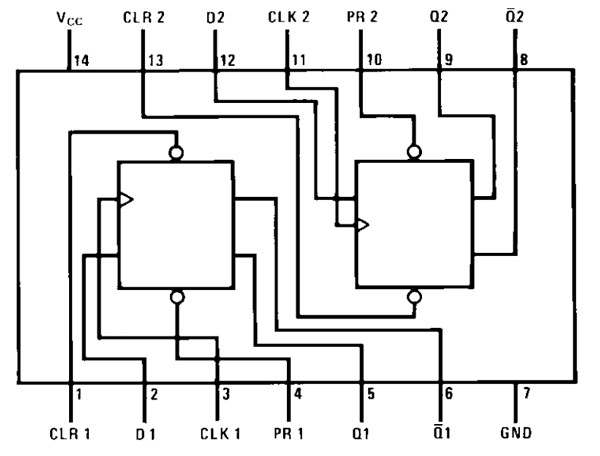 V_CC CLR 2 D2 CLK 2 PR 2 Q2 Q̅2
14 13 12 11 10 9 8
1 2 3 4 5 6 7
CLR 1 D1 CLK 1 PR 1 Q1 Q̅1 GND